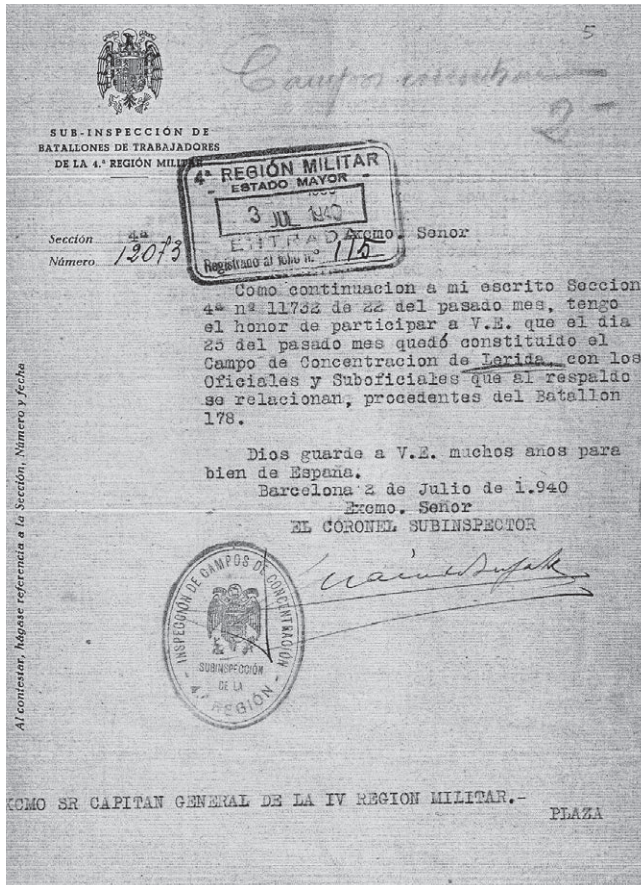 5
Campos concentración
2-
SUB-INSPECCIÓN DE
BATALLONES DE TRABAJADORES
DE LA 4.ª REGIÓN MILITAR
4ª REGIÓN MILITAR
- ESTADO MAYOR -
3 JUL 1940
ENTRADA
Registrado al folio n.º 115
Sección 4ª
Número 12073
Excmo. Señor
Como continuacion a mi escrito Seccion
4ª nº 11732 de 22 del pasado mes, tengo
el honor de participar a V.E. que el dia
25 del pasado mes quedó constituido el
Campo de Concentracion de Lerida, con los
Oficiales y Suboficiales que al respaldo
se relacionan, procedentes del Batallon
178.
Dios guarde a V.E. muchos años para
bien de España.
Barcelona 2 de Julio de 1.940
Excmo. Señor
EL CORONEL SUBINSPECTOR
- INSPECCIÓN DE CAMPOS DE CONCENTRACIÓN -
SUBINSPECCIÓN
DE LA
4.ª REGIÓN
Al contestar, hágase referencia a la Sección, Número y fecha
XCMO SR CAPITAN GENERAL DE LA IV REGION MILITAR.-
PLAZA